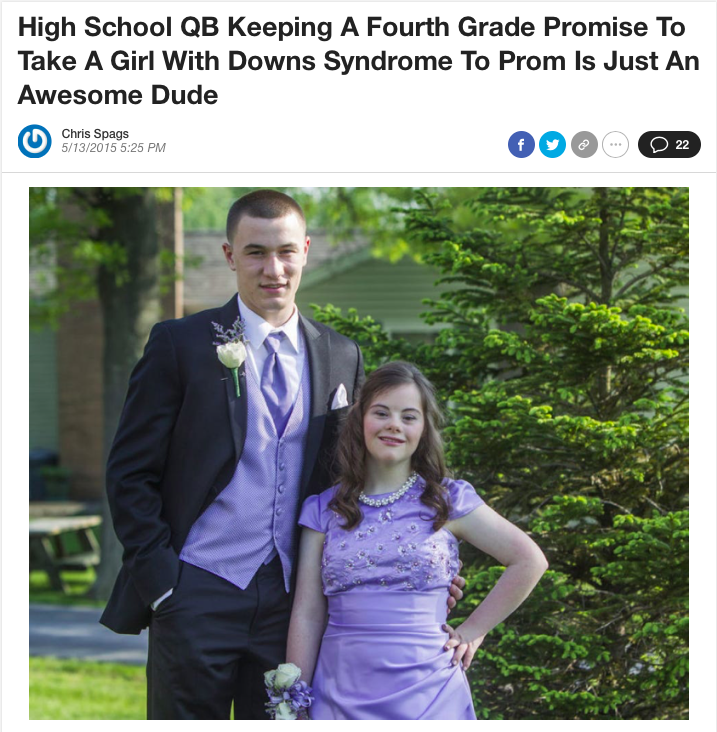 High School QB Keeping A Fourth Grade Promise To
Take A Girl With Downs Syndrome To Prom Is Just An
Awesome Dude
Chris Spags
5/13/2015 5:25 PM
22